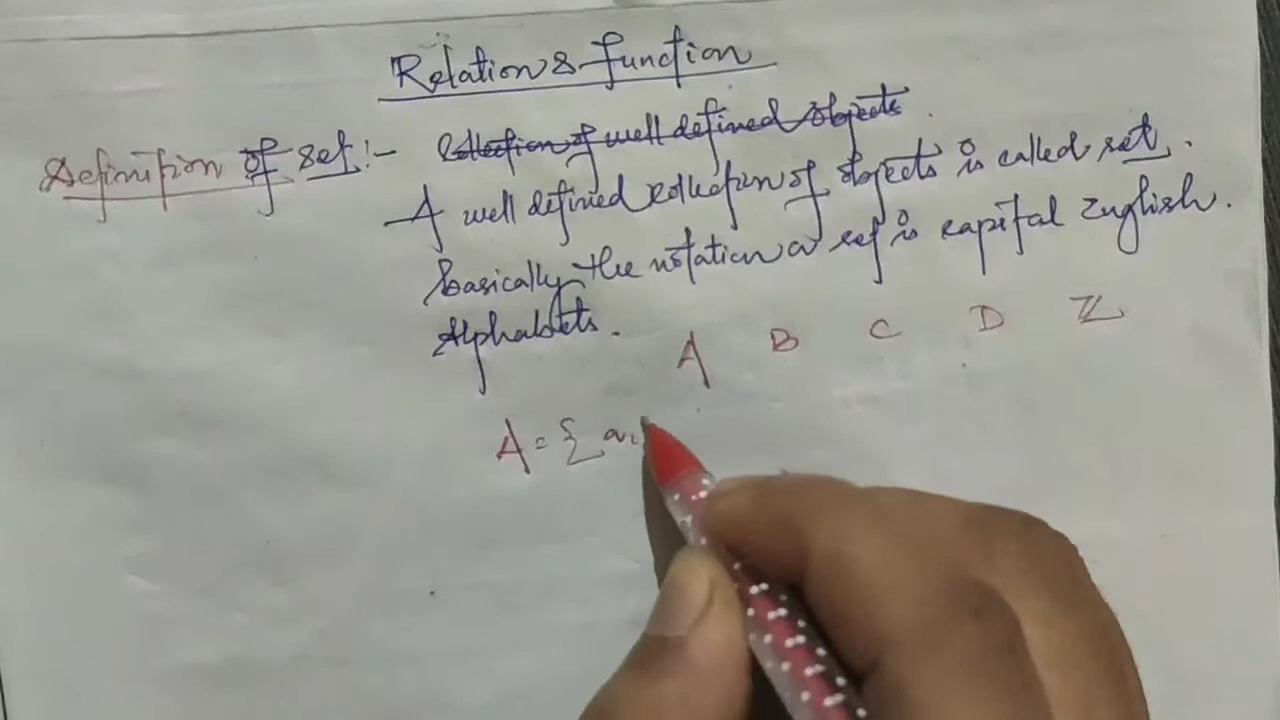 Relation & function
Definition of set :- Collection of well defined objects.
A well defined collection of objects is called set.
basically the notation a set is capital English.
Alphabets.
A B C D Z
A = { a,